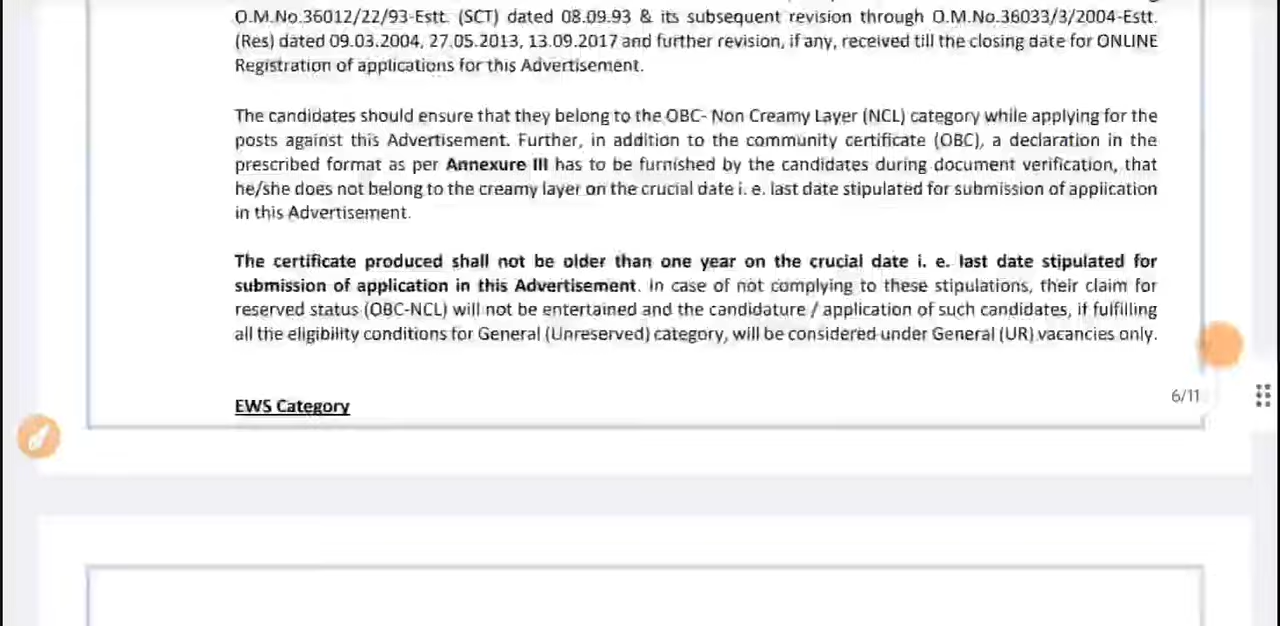 O.M.No.36012/22/93-Estt. (SCT) dated 08.09.93 & its subsequent revision through O.M.No.36033/3/2004-Estt.
(Res) dated 09.03.2004, 27.05.2013, 13.09.2017 and further revision, if any, received till the closing date for ONLINE
Registration of applications for this Advertisement.
The candidates should ensure that they belong to the OBC- Non Creamy Layer (NCL) category while applying for the
posts against this Advertisement. Further, in addition to the community certificate (OBC), a declaration in the
prescribed format as per Annexure III has to be furnished by the candidates during document verification, that
he/she does not belong to the creamy layer on the crucial date i. e. last date stipulated for submission of application
in this Advertisement.
The certificate produced shall not be older than one year on the crucial date i. e. last date stipulated for
submission of application in this Advertisement. In case of not complying to these stipulations, their claim for
reserved status (OBC-NCL) will not be entertained and the candidature / application of such candidates, if fulfilling
all the eligibility conditions for General (Unreserved) category, will be considered under General (UR) vacancies only.
6/11
EWS Category